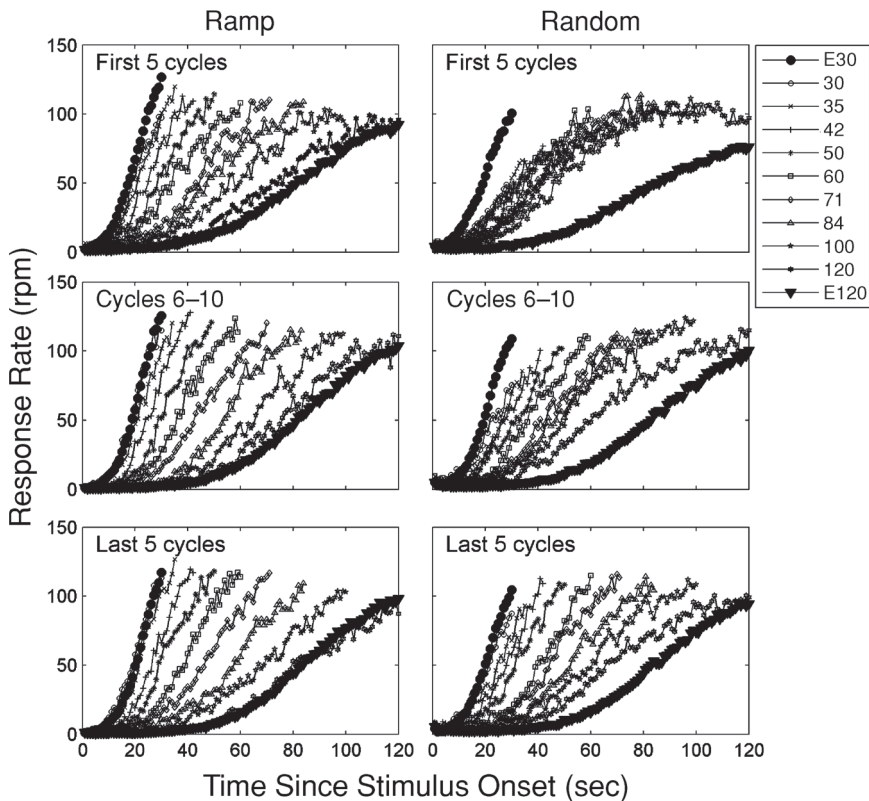 Ramp
Random
150
100
50
0
First 5 cycles
First 5 cycles
E30
30
35
42
50
60
71
84
100
120
E120
Response Rate (rpm)
150
100
50
0
Cycles 6–10
Cycles 6–10
150
100
50
0
Last 5 cycles
Last 5 cycles
0 20 40 60 80 100 120
0 20 40 60 80 100 120
Time Since Stimulus Onset (sec)